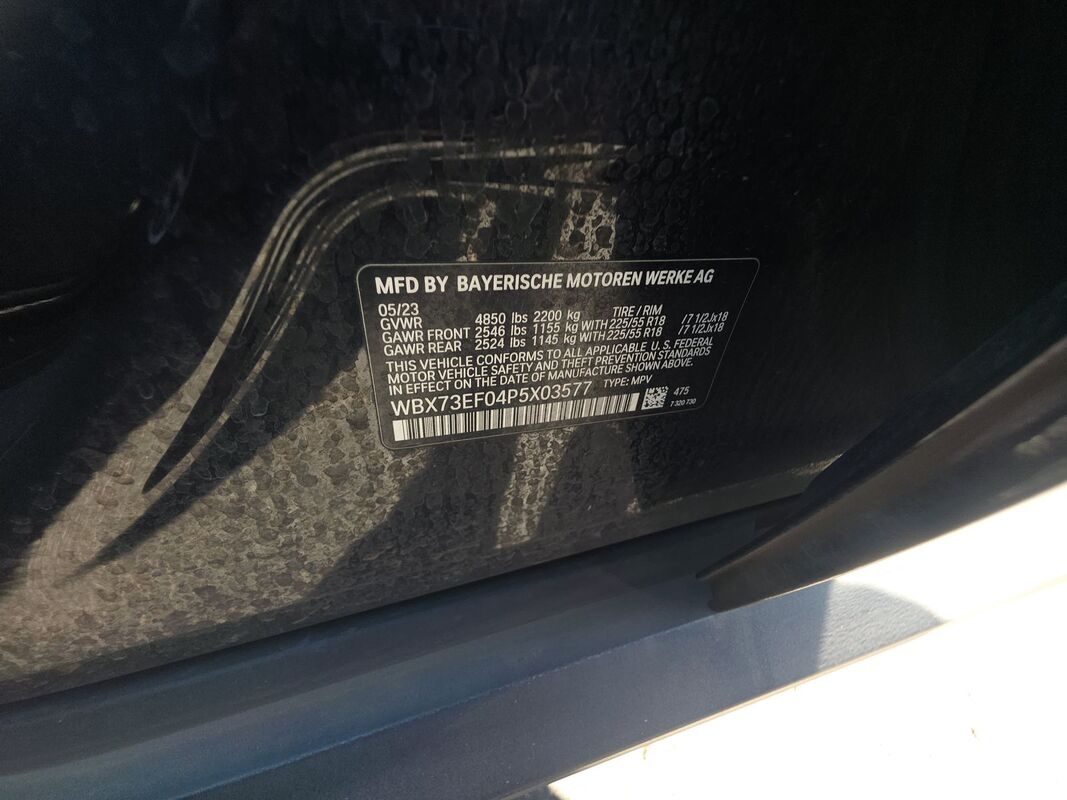 MFD BY BAYERISCHE MOTOREN WERKE AG
05/23 TIRE / RIM
GVWR 4850 lbs 2200 kg
GAWR FRONT 2546 lbs 1155 kg WITH 225/55 R18 /7 1/2Jx18
GAWR REAR 2524 lbs 1145 kg WITH 225/55 R18 /7 1/2Jx18
THIS VEHICLE CONFORMS TO ALL APPLICABLE U. S. FEDERAL
MOTOR VEHICLE SAFETY AND THEFT PREVENTION STANDARDS
IN EFFECT ON THE DATE OF MANUFACTURE SHOWN ABOVE.
WBX73EF04P5X03577 TYPE: MPV
475
7 320 730